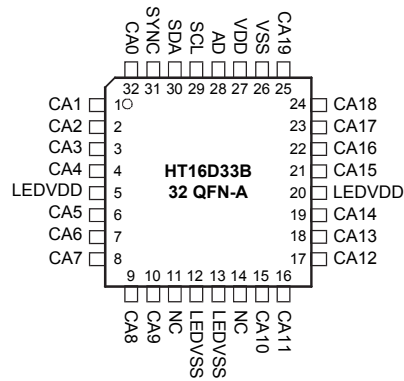 CA0 SYNC SDA SCL AD VDD VSS CA19
32 31 30 29 28 27 26 25
CA1 1 24 CA18
CA2 2 23 CA17
CA3 3 22 CA16
CA4 4 HT16D33B 21 CA15
LEDVDD 5 32 QFN-A 20 LEDVDD
CA5 6 19 CA14
CA6 7 18 CA13
CA7 8 17 CA12
9 10 11 12 13 14 15 16
CA8 CA9 NC LEDVSS LEDVSS NC CA10 CA11